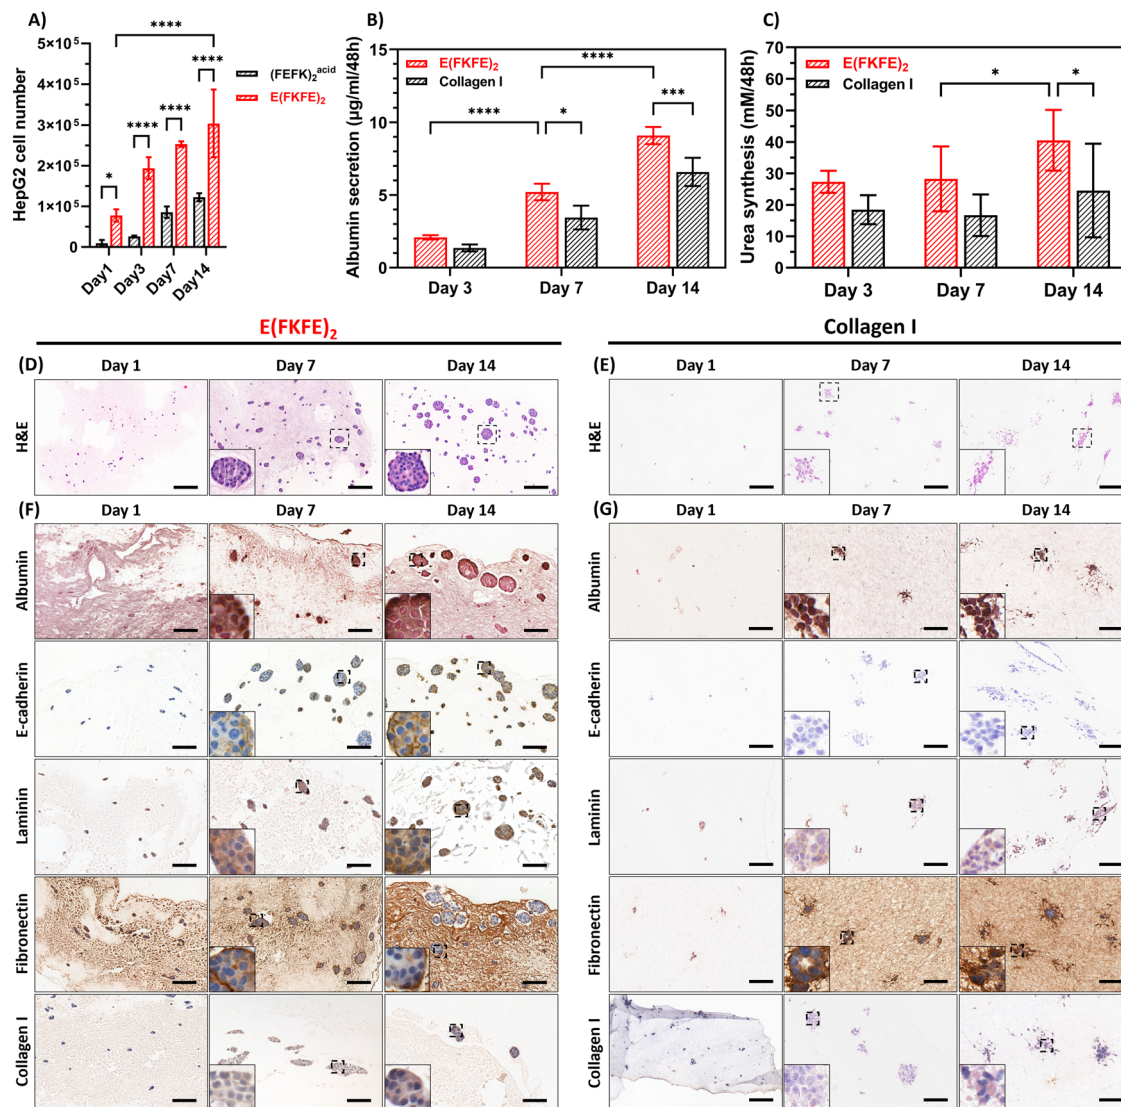 A)
****
5×10⁵
4×10⁵
3×10⁵
2×10⁵
1×10⁵
0
HepG2 cell number
*
****
****
****
(FEFK)₂ᵃᶜⁱᵈ
E(FKFE)₂
Day1
Day3
Day7
Day14
B)
15
10
5
0
Albumin secretion (µg/ml/48h)
E(FKFE)₂
Collagen I
****
****
*
***
Day 3
Day 7
Day 14
C)
70
60
50
40
30
20
10
0
Urea synthesis (mM/48h)
E(FKFE)₂
Collagen I
*
*
Day 3
Day 7
Day 14
E(FKFE)₂
(D)
Day 1
Day 7
Day 14
H&E
Collagen I
(E)
Day 1
Day 7
Day 14
H&E
(F)
Day 1
Day 7
Day 14
Albumin
E-cadherin
Laminin
Fibronectin
Collagen I
(G)
Day 1
Day 7
Day 14
Albumin
E-cadherin
Laminin
Fibronectin
Collagen I